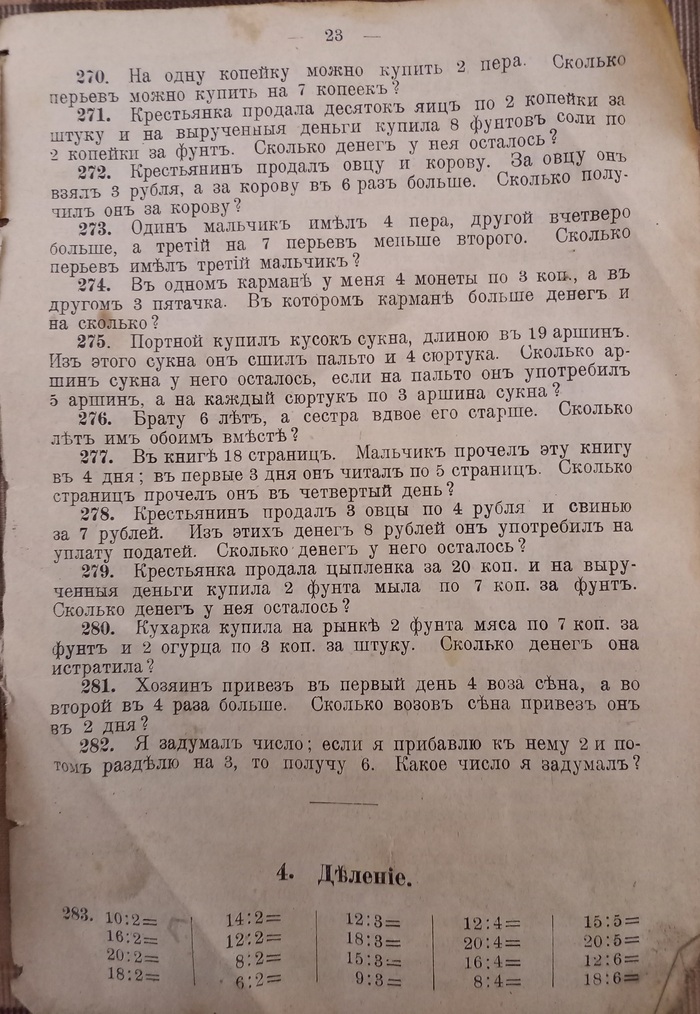 — 23 —
270. На одну копейку можно купить 2 пера. Сколько
перьевъ можно купить на 7 копеекъ?
271. Крестьянка продала десятокъ яицъ по 2 копейки за
штуку и на вырученныя деньги купила 8 фунтовъ соли по
2 копейки за фунтъ. Сколько денегъ у нея осталось?
272. Крестьянинъ продалъ овцу и корову. За овцу онъ
взялъ 3 рубля, а за корову въ 6 разъ больше. Сколько полу-
чилъ онъ за корову?
273. Одинъ мальчикъ имѣлъ 4 пера, другой вчетверо
больше, а третій на 7 перьевъ меньше второго. Сколько
перьевъ имѣлъ третій мальчикъ?
274. Въ одномъ карманѣ у меня 4 монеты по 3 коп., а въ
другомъ 3 пятачка. Въ которомъ карманѣ больше денегъ и
на сколько?
275. Портной купилъ кусокъ сукна, длиною въ 19 аршинъ.
Изъ этого сукна онъ сшилъ пальто и 4 сюртука. Сколько ар-
шинъ сукна у него осталось, если на пальто онъ употребилъ
5 аршинъ, а на каждый сюртукъ по 3 аршина сукна?
276. Брату 6 лѣтъ, а сестра вдвое его старше. Сколько
лѣтъ имъ обоимъ вмѣстѣ?
277. Въ книгѣ 18 страницъ. Мальчикъ прочелъ эту книгу
въ 4 дня; въ первые 3 дня онъ читалъ по 5 страницъ. Сколько
страницъ прочелъ онъ въ четвертый день?
278. Крестьянинъ продалъ 3 овцы по 4 рубля и свинью
за 7 рублей. Изъ этихъ денегъ 8 рублей онъ употребилъ на
уплату податей. Сколько денегъ у него осталось?
279. Крестьянка продала цыпленка за 20 коп. и на выру-
ченныя деньги купила 2 фунта мыла по 7 коп. за фунтъ.
Сколько денегъ у нея осталось?
280. Кухарка купила на рынкѣ 2 фунта мяса по 7 коп. за
фунтъ и 2 огурца по 3 коп. за штуку. Сколько денегъ она
истратила?
281. Хозяинъ привезъ въ первый день 4 воза сѣна, а во
второй въ 4 раза больше. Сколько возовъ сѣна привезъ онъ
въ 2 дня?
282. Я задумалъ число; если я прибавлю къ нему 2 и по-
томъ раздѣлю на 3, то получу 6. Какое число я задумалъ?
4. Дѣленіе.
283. 10:2= 14:2= 12:3= 12:4= 15:5=
16:2= 12:2= 18:3= 20:4= 20:5=
20:2= 8:2= 15:3= 16:4= 12:6=
18:2= 6:2= 9:3= 8:4= 18:6=